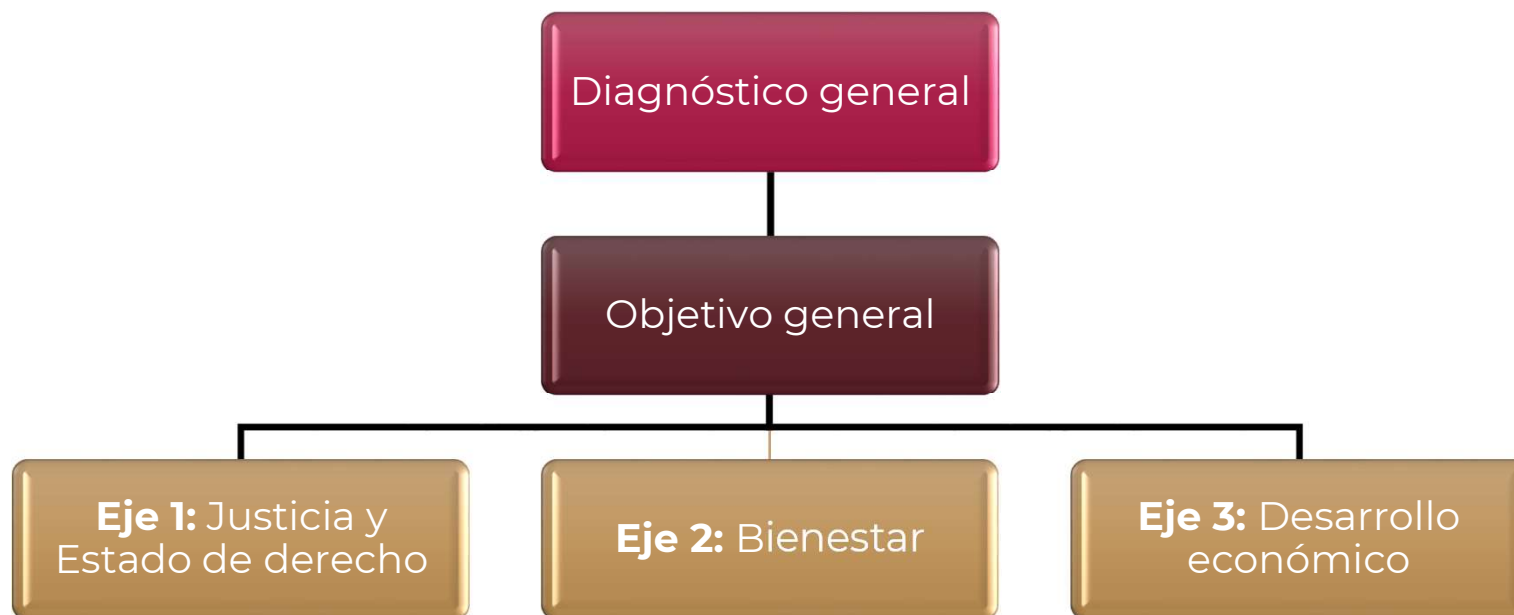 Diagnóstico general
Objetivo general
Eje 1: Justicia y
Estado de derecho
Eje 2: Bienestar
Eje 3: Desarrollo
económico